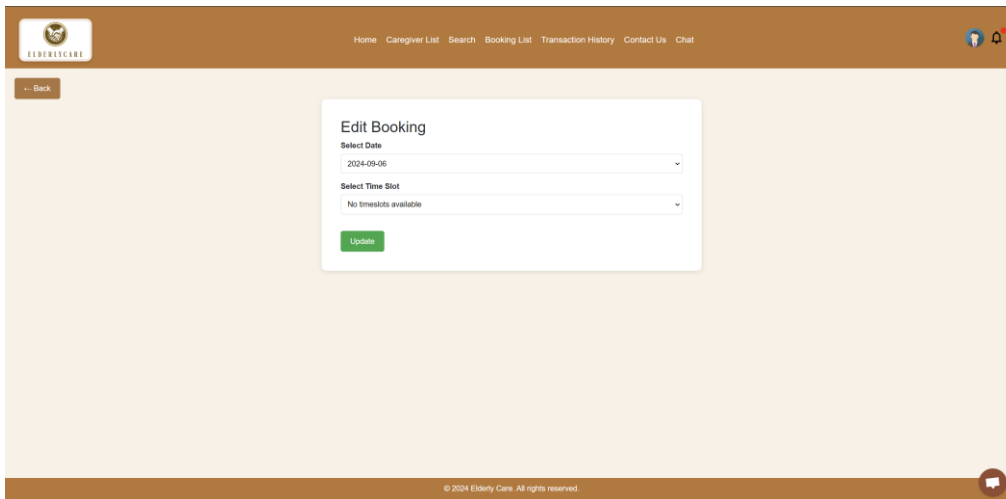 ELDERLYCARE
Home Caregiver List Search Booking List Transaction History Contact Us Chat
← Back
Edit Booking
Select Date
2024-09-06
Select Time Slot
No timeslots available
Update
© 2024 Elderly Care. All rights reserved.